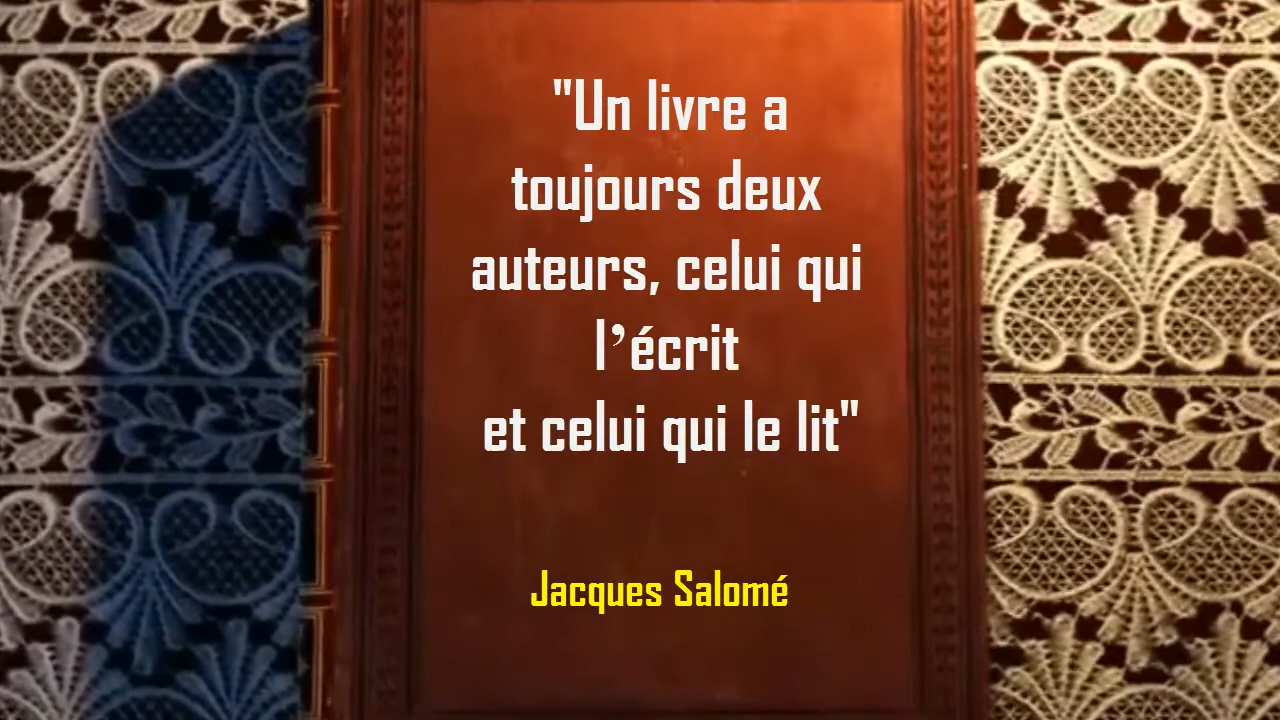 "Un livre a
toujours deux
auteurs, celui qui
l’écrit
et celui qui le lit"
Jacques Salomé